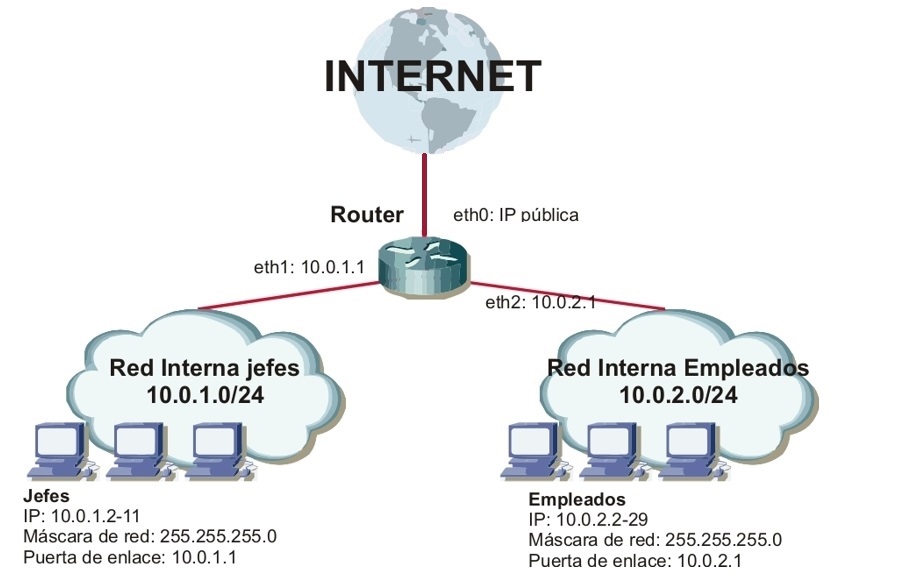 INTERNET
Router
eth0: IP pública
eth1: 10.0.1.1
eth2: 10.0.2.1
Red Interna jefes
10.0.1.0/24
Red Interna Empleados
10.0.2.0/24
Jefes
IP: 10.0.1.2-11
Máscara de red: 255.255.255.0
Puerta de enlace: 10.0.1.1
Empleados
IP: 10.0.2.2-29
Máscara de red: 255.255.255.0
Puerta de enlace: 10.0.2.1